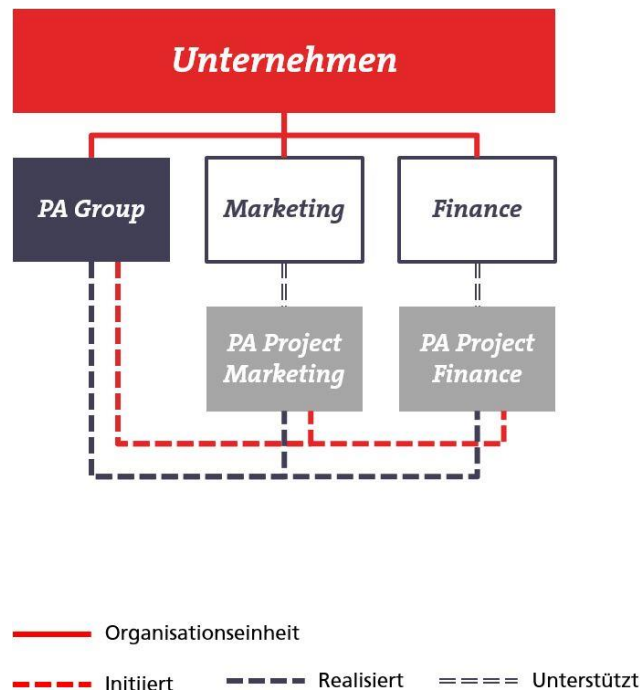 Unternehmen
PA Group
Marketing
Finance
PA Project
Marketing
PA Project
Finance
Organisationseinheit
Initiiert
Realisiert
Unterstützt